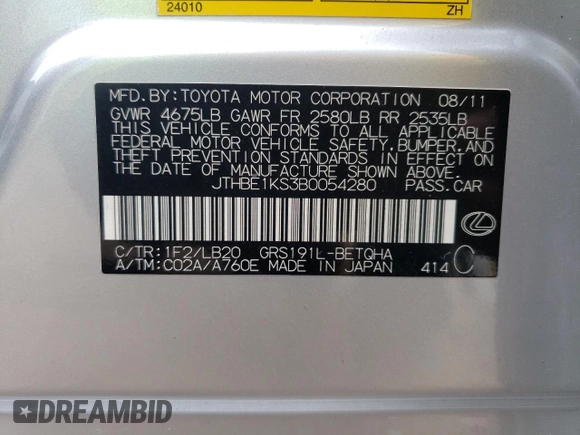 24010 ZH
MFD.BY:TOYOTA MOTOR CORPORATION 08/11
GVWR 4675LB GAWR FR 2580LB RR 2535LB
THIS VEHICLE CONFORMS TO ALL APPLICABLE
FEDERAL MOTOR VEHICLE SAFETY,BUMPER,AND
THEFT PREVENTION STANDARDS IN EFFECT ON
THE DATE OF MANUFACTURE SHOWN ABOVE.
JTHBE1KS3B0054280 PASS.CAR
C/TR:1F2/LB20 GRS191L-BETQHA
A/TM:C02A/A760E MADE IN JAPAN 414 C
DREAMBID